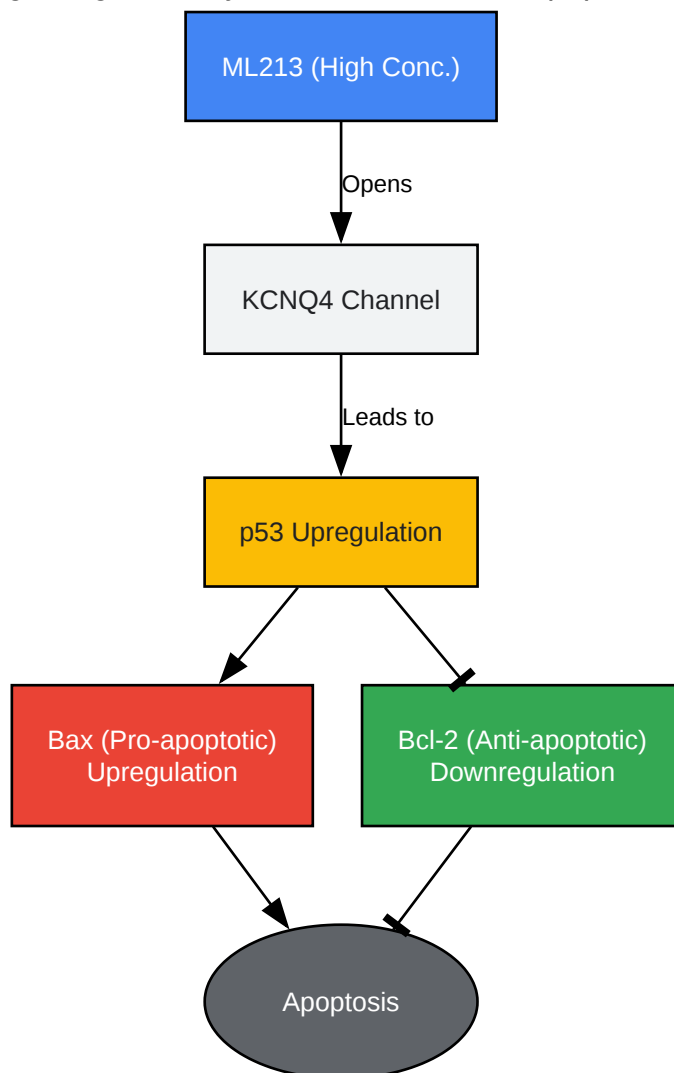 ML213 (High Conc.)
Opens
KCNQ4 Channel
Leads to
p53 Upregulation
Bax (Pro-apoptotic)
Upregulation
Bcl-2 (Anti-apoptotic)
Downregulation
Apoptosis